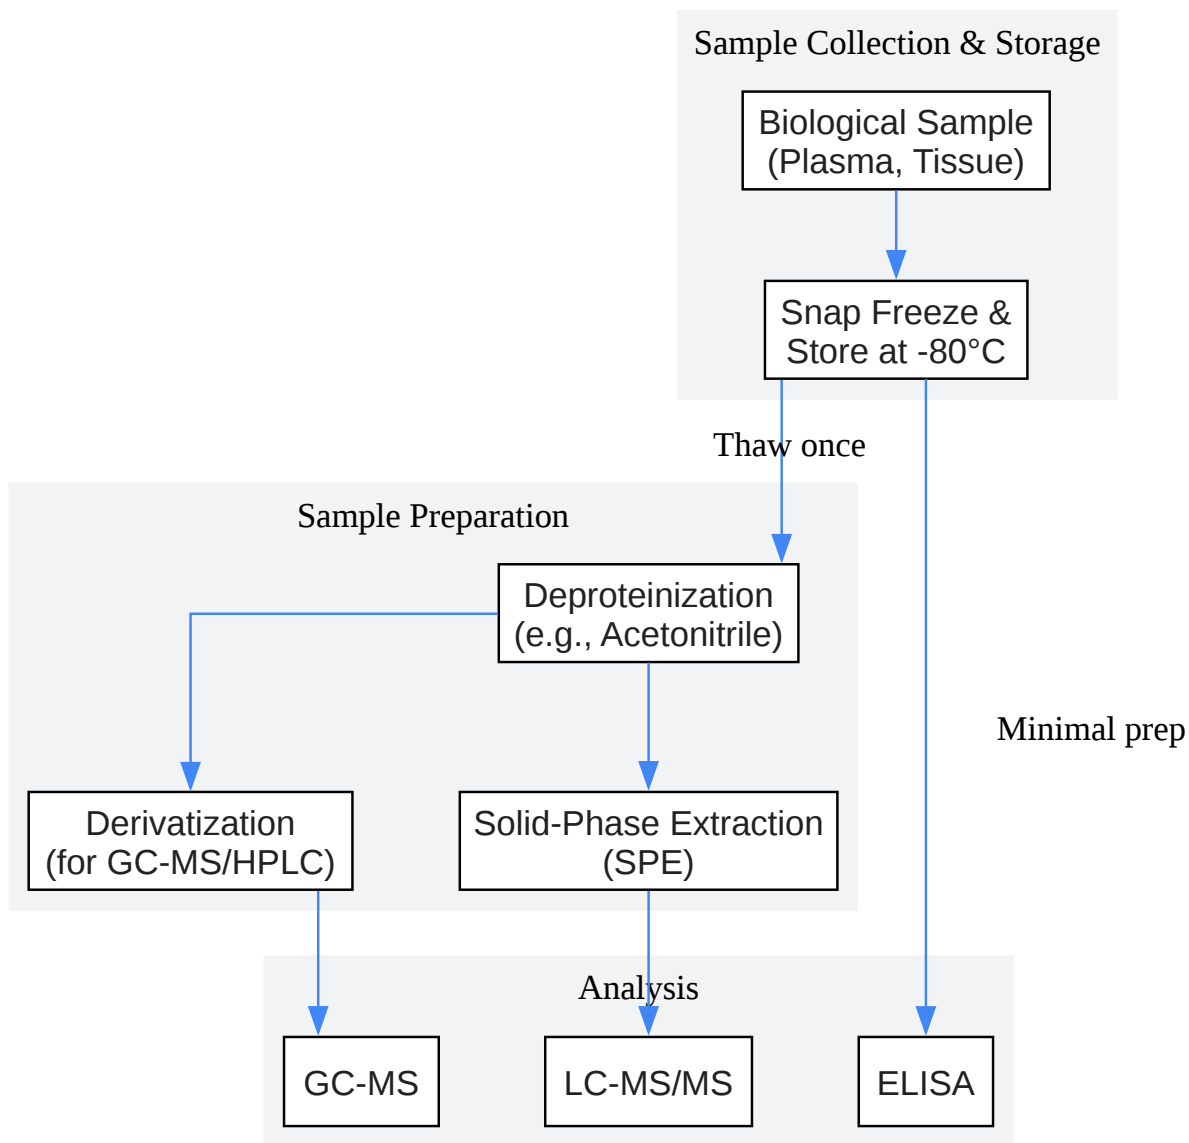 Sample Collection & Storage
Biological Sample
(Plasma, Tissue)
Snap Freeze &
Store at -80°C
Thaw once
Sample Preparation
Deproteinization
(e.g., Acetonitrile)
Minimal prep
Derivatization
(for GC-MS/HPLC)
Solid-Phase Extraction
(SPE)
Analysis
GC-MS
LC-MS/MS
ELISA